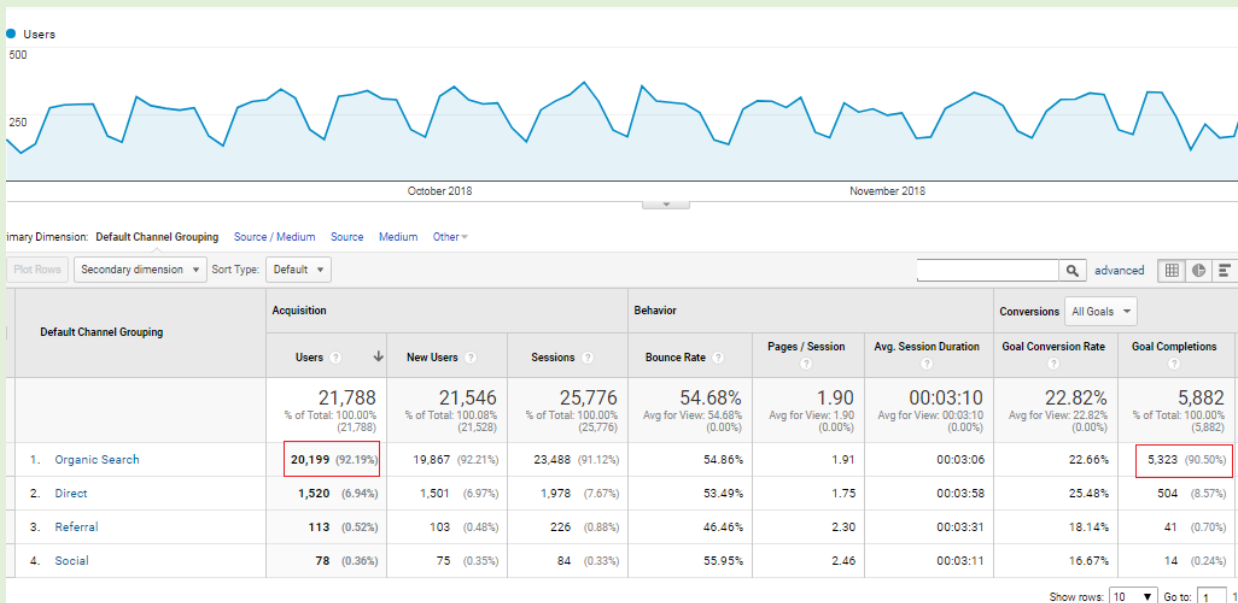 Users
500
250
October 2018
November 2018
imary Dimension: Default Channel Grouping Source / Medium Source Medium Other
Plot Rows Secondary dimension Sort Type: Default advanced
Default Channel Grouping
Acquisition Behavior Conversions All Goals
Users ? New Users ? Sessions ? Bounce Rate ? Pages / Session ? Avg. Session Duration ? Goal Conversion Rate ? Goal Completions ?
21,788 21,546 25,776 54.68% 1.90 00:03:10 22.82% 5,882
% of Total: 100.00% % of Total: 100.08% % of Total: 100.00% Avg for View: 54.68% Avg for View: 1.90 Avg for View: 00:03:10 Avg for View: 22.82% % of Total: 100.00%
(21,788) (21,528) (25,776) (0.00%) (0.00%) (0.00%) (0.00%) (5,882)
1. Organic Search 20,199 (92.19%) 19,867 (92.21%) 23,488 (91.12%) 54.86% 1.91 00:03:06 22.66% 5,323 (90.50%)
2. Direct 1,520 (6.94%) 1,501 (6.97%) 1,978 (7.67%) 53.49% 1.75 00:03:58 25.48% 504 (8.57%)
3. Referral 113 (0.52%) 103 (0.48%) 226 (0.88%) 46.46% 2.30 00:03:31 18.14% 41 (0.70%)
4. Social 78 (0.36%) 75 (0.35%) 84 (0.33%) 55.95% 2.46 00:03:11 16.67% 14 (0.24%)
Show rows: 10 Go to: 1 1